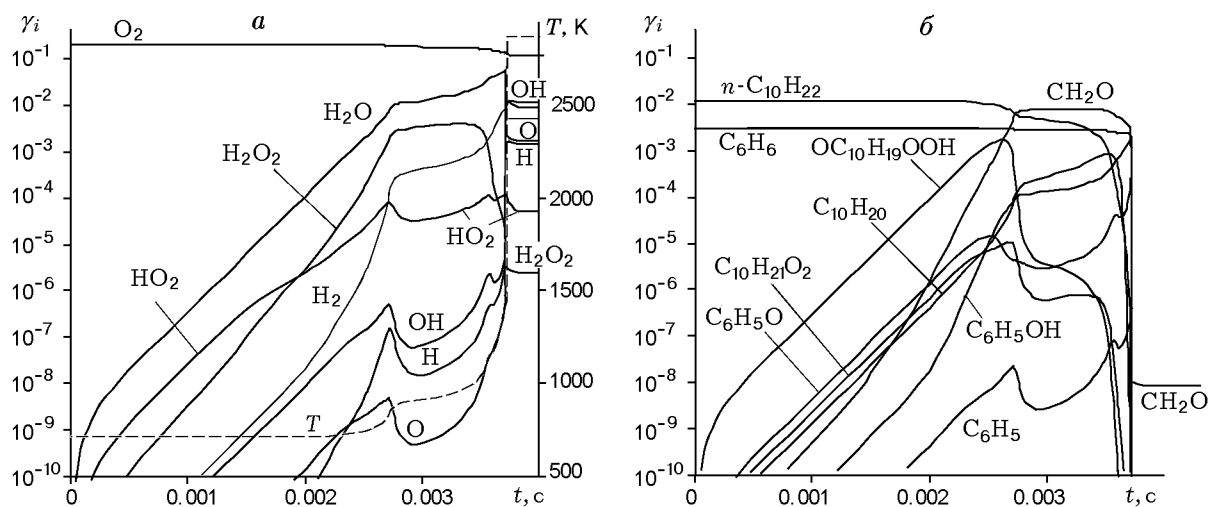 γᵢ
а
T, K
O₂
10⁻¹
10⁻²
10⁻³
10⁻⁴
10⁻⁵
10⁻⁶
10⁻⁷
10⁻⁸
10⁻⁹
10⁻¹⁰
H₂O
H₂O₂
HO₂
H₂
OH
O
H
HO₂
H₂O₂
OH
H
O
T
2500
2000
1500
1000
500
0
0.001
0.002
0.003
t, с
γᵢ
б
10⁻¹
10⁻²
10⁻³
10⁻⁴
10⁻⁵
10⁻⁶
10⁻⁷
10⁻⁸
10⁻⁹
10⁻¹⁰
n-C₁₀H₂₂
CH₂O
C₆H₆
OC₁₀H₁₉OOH
C₁₀H₂₀
C₁₀H₂₁O₂
C₆H₅O
C₆H₅OH
C₆H₅
CH₂O
0
0.001
0.002
0.003
t, с